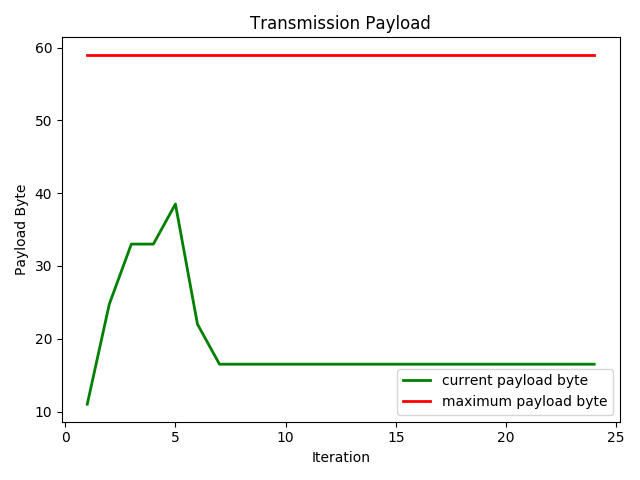 Transmission Payload
Payload Byte
60
50
40
30
20
10
0
5
10
15
20
25
Iteration
current payload byte
maximum payload byte